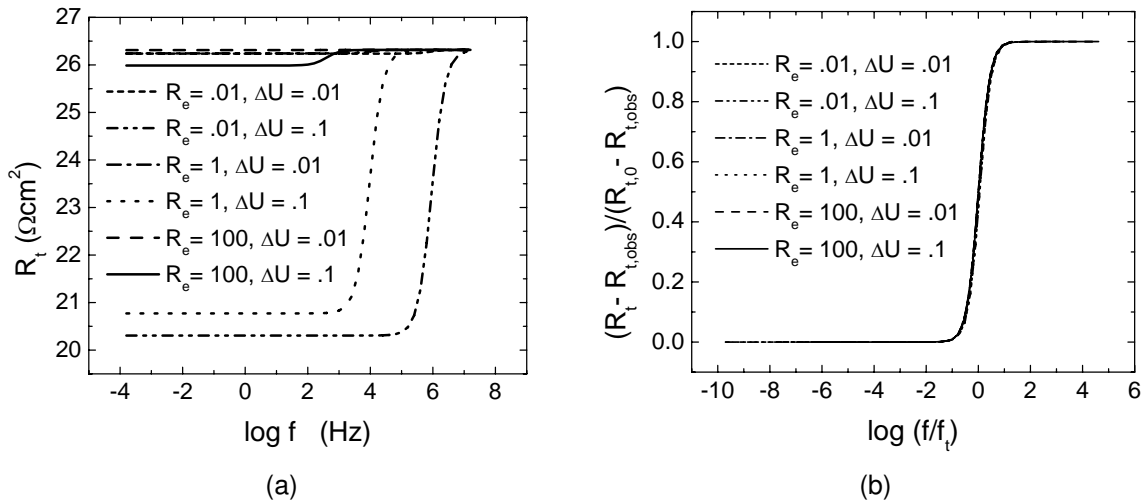 27
26
25
24
23
22
21
20
R_t (Ωcm²)
R_e= .01, ΔU = .01
R_e= .01, ΔU = .1
R_e= 1, ΔU = .01
R_e= 1, ΔU = .1
R_e= 100, ΔU = .01
R_e= 100, ΔU = .1
-4 -2 0 2 4 6 8
log f (Hz)
(a)
1.0
0.8
0.6
0.4
0.2
0.0
(R_t - R_t,obs)/(R_t,0 - R_t,obs)
R_e= .01, ΔU = .01
R_e= .01, ΔU = .1
R_e= 1, ΔU = .01
R_e= 1, ΔU = .1
R_e= 100, ΔU = .01
R_e= 100, ΔU = .1
-10 -8 -6 -4 -2 0 2 4 6
log (f/f_t)
(b)